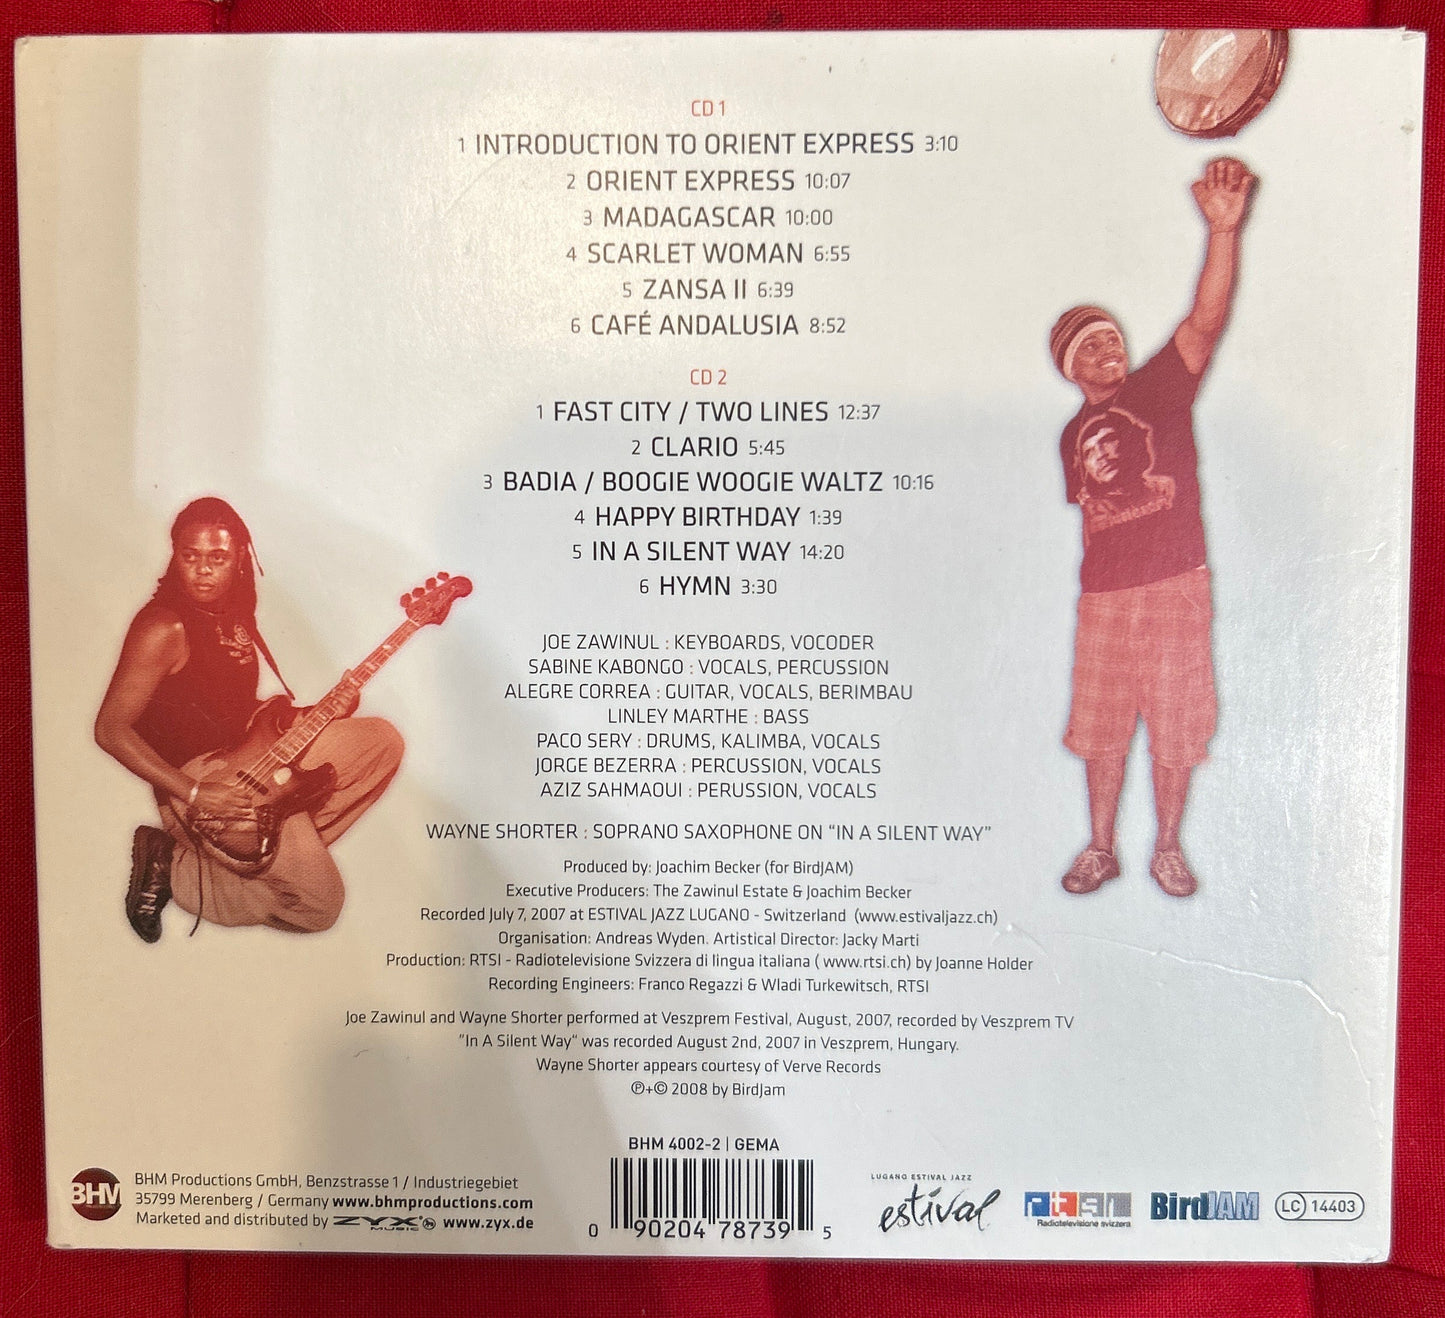 CD 1
1 INTRODUCTION TO ORIENT EXPRESS 3:10
2 ORIENT EXPRESS 10:07
3 MADAGASCAR 10:00
4 SCARLET WOMAN 6:55
5 ZANSA II 6:39
6 CAFÉ ANDALUSIA 8:52
CD 2
1 FAST CITY / TWO LINES 12:37
2 CLARIO 5:45
3 BADIA / BOOGIE WOOGIE WALTZ 10:16
4 HAPPY BIRTHDAY 1:39
5 IN A SILENT WAY 14:20
6 HYMN 3:30
JOE ZAWINUL : KEYBOARDS, VOCODER
SABINE KABONGO : VOCALS, PERCUSSION
ALEGRE CORREA : GUITAR, VOCALS, BERIMBAU
LINLEY MARTHE : BASS
PACO SERY : DRUMS, KALIMBA, VOCALS
JORGE BEZERRA : PERCUSSION, VOCALS
AZIZ SAHMAOUI : PERUSSION, VOCALS
WAYNE SHORTER : SOPRANO SAXOPHONE ON “IN A SILENT WAY”
Produced by: Joachim Becker (for BirdJAM)
Executive Producers: The Zawinul Estate & Joachim Becker
Recorded July 7, 2007 at ESTIVAL JAZZ LUGANO - Switzerland (www.estivaljazz.ch)
Organisation: Andreas Wyden. Artistical Director: Jacky Marti
Production: RTSI - Radiotelevisione Svizzera di lingua italiana ( www.rtsi.ch) by Joanne Holder
Recording Engineers: Franco Regazzi & Wladi Turkewitsch, RTSI
Joe Zawinul and Wayne Shorter performed at Veszprem Festival, August, 2007, recorded by Veszprem TV
"In A Silent Way" was recorded August 2nd, 2007 in Veszprem, Hungary.
Wayne Shorter appears courtesy of Verve Records
℗+© 2008 by BirdJam
BHM 4002-2 | GEMA
BHM
BHM Productions GmbH, Benzstrasse 1 / Industriegebiet
35799 Merenberg / Germany www.bhmproductions.com
Marketed and distributed by ZYX MUSIC ® www.zyx.de
0 90204 78739 5
LUGANO ESTIVAL JAZZ
estival
rtsi
Radiotelevisione svizzera
BirdJAM
LC 14403